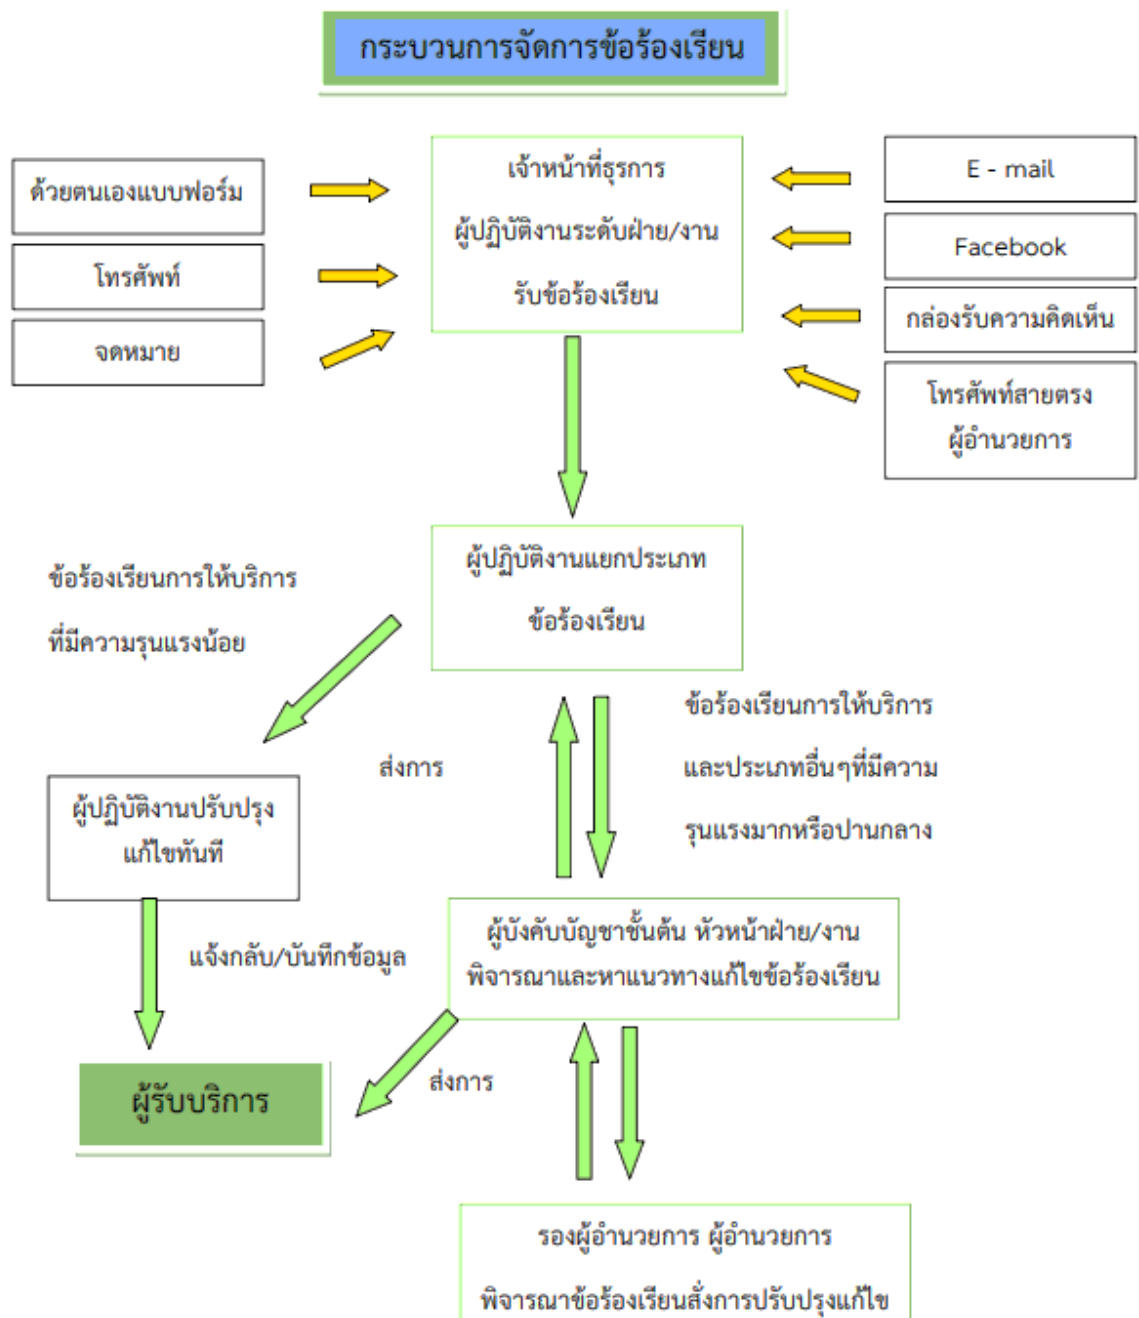 กระบวนการจัดการข้อร้องเรียน
ด้วยตนเองแบบฟอร์ม
โทรศัพท์
จดหมาย
เจ้าหน้าที่ธุรการ
ผู้ปฏิบัติงานระดับฝ่าย/งาน
รับข้อร้องเรียน
E - mail
Facebook
กล่องรับความคิดเห็น
โทรศัพท์สายตรง
ผู้อำนวยการ
ผู้ปฏิบัติงานแยกประเภท
ข้อร้องเรียน
ข้อร้องเรียนการให้บริการ
ที่มีความรุนแรงน้อย
ส่งการ
ข้อร้องเรียนการให้บริการ
และประเภทอื่นๆที่มีความ
รุนแรงมากหรือปานกลาง
ผู้ปฏิบัติงานปรับปรุง
แก้ไขทันที
แจ้งกลับ/บันทึกข้อมูล
ผู้บังคับบัญชาชั้นต้น หัวหน้าฝ่าย/งาน
พิจารณาและหาแนวทางแก้ไขข้อร้องเรียน
ส่งการ
ผู้รับบริการ
รองผู้อำนวยการ ผู้อำนวยการ
พิจารณาข้อร้องเรียนสั่งการปรับปรุงแก้ไข